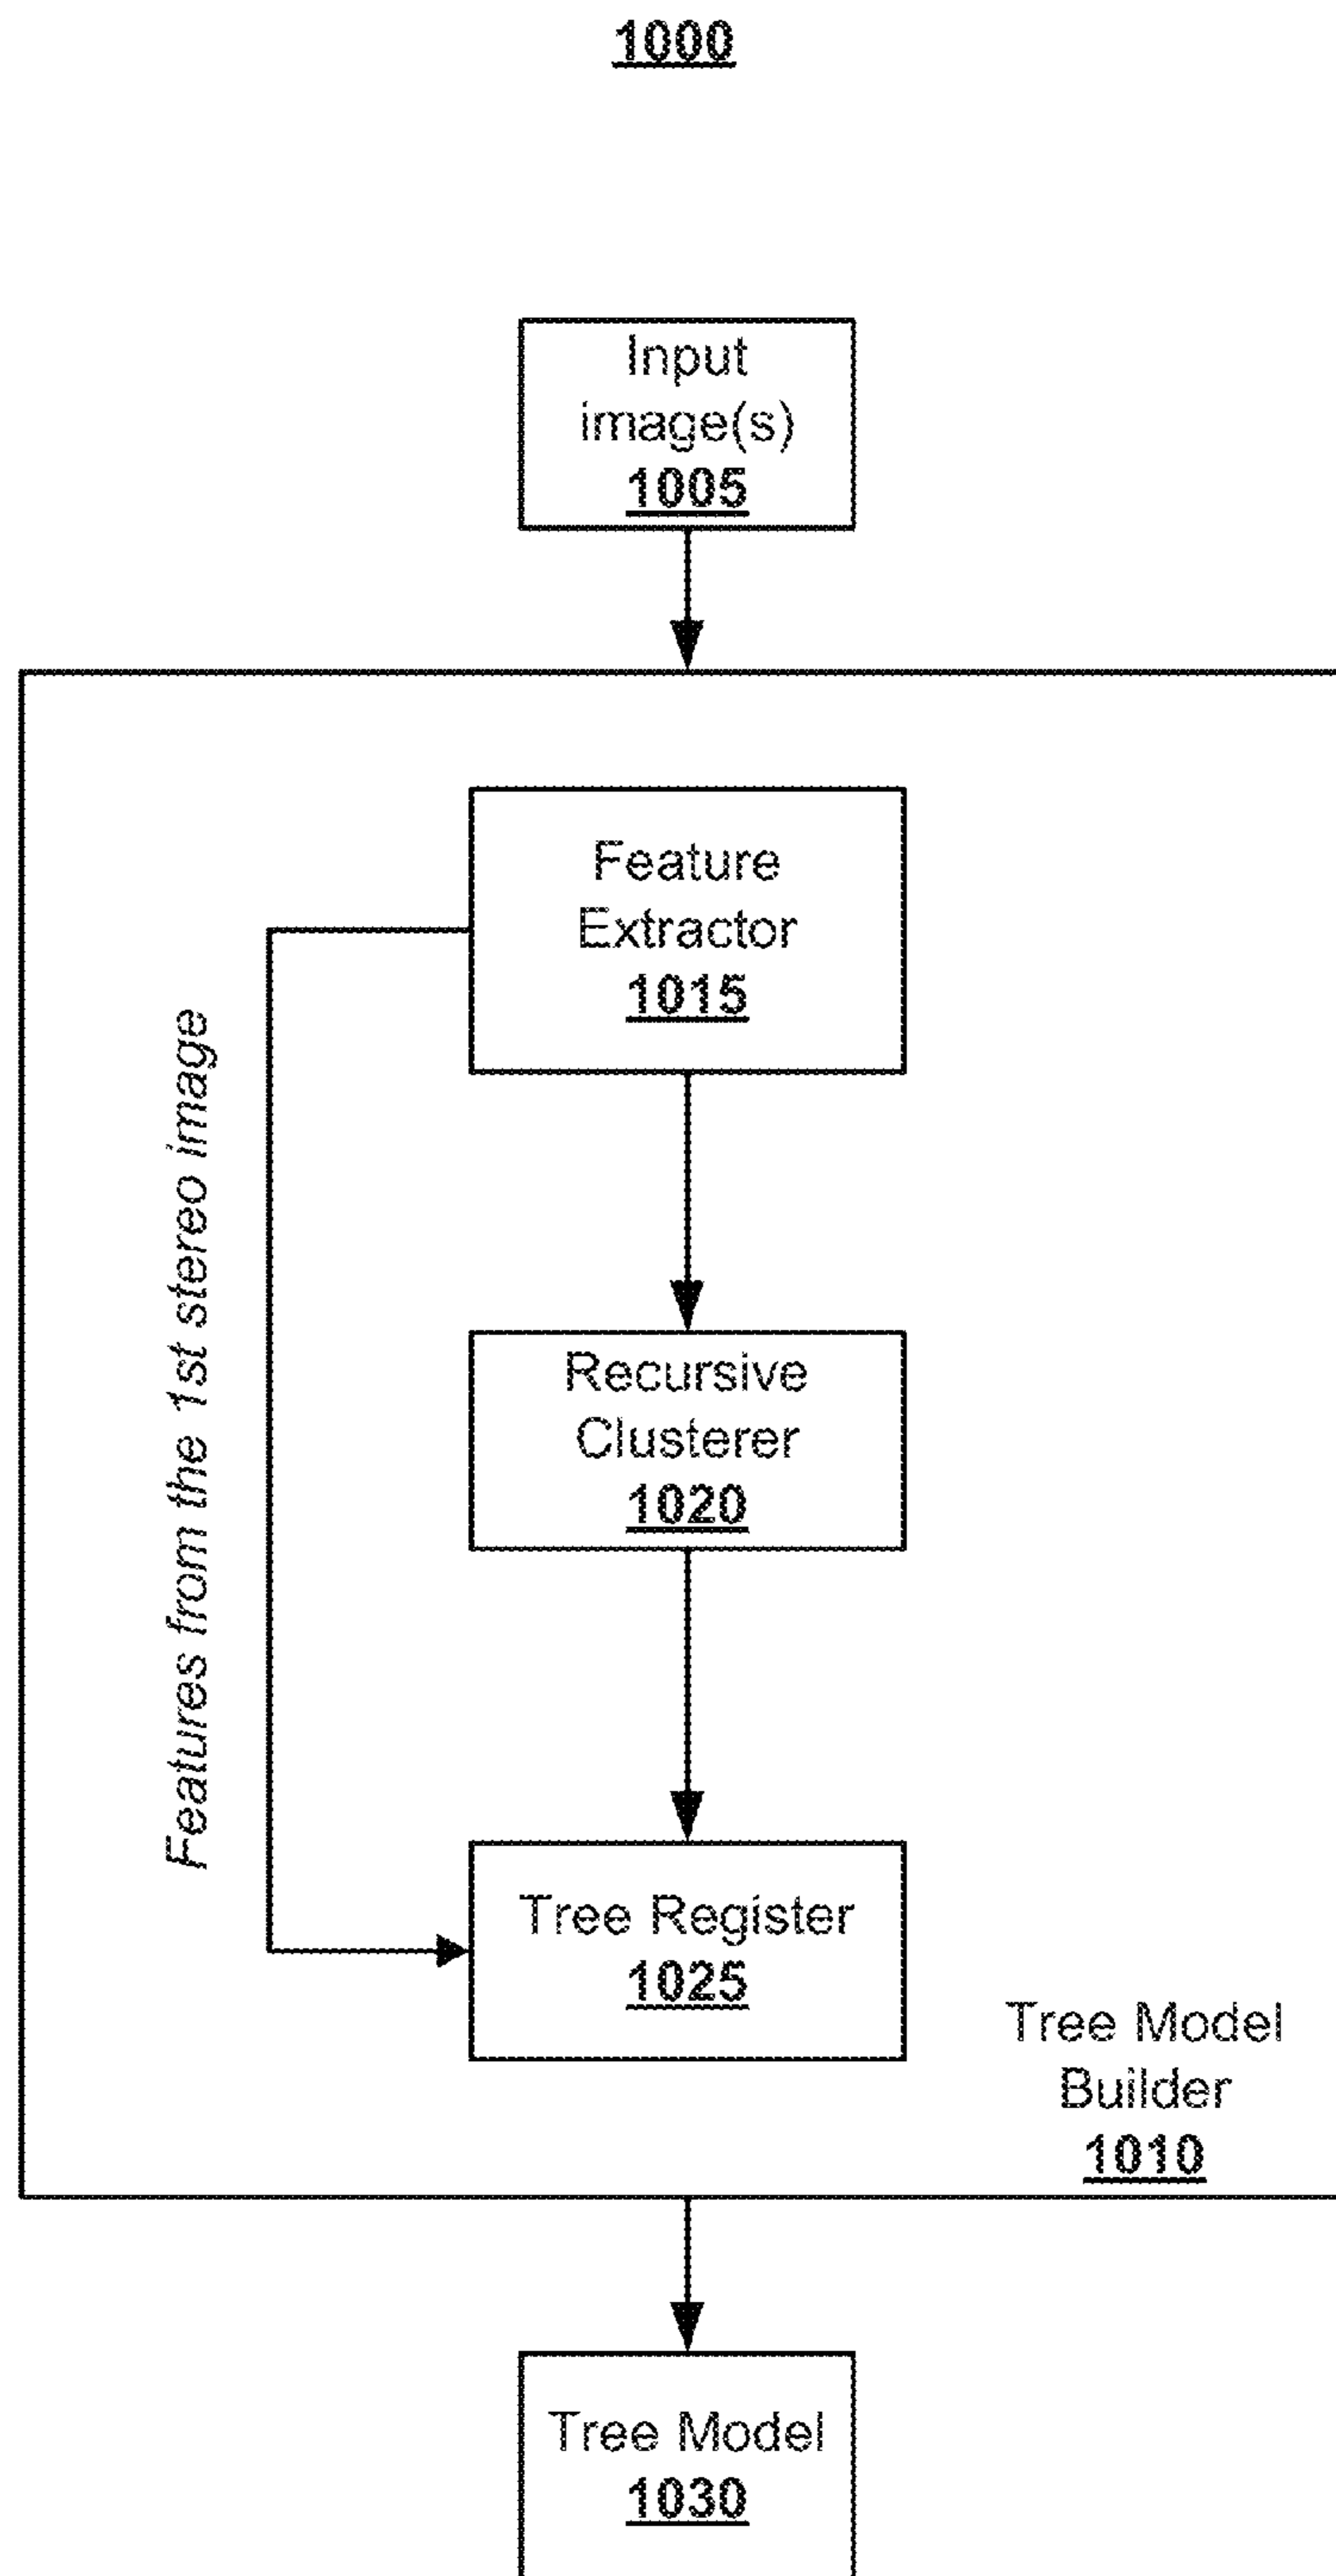 1000
Input
image(s)
1005
Feature
Extractor
1015
Features from the 1st stereo image
Recursive
Clusterer
1020
Tree Register
1025
Tree Model
Builder
1010
Tree Model
1030